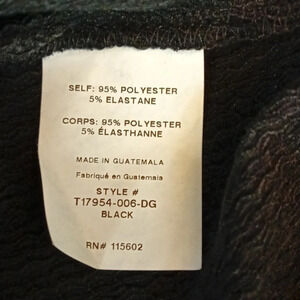 SELF: 95% POLYESTER
5% ELASTANE
CORPS: 95% POLYESTER
5% ÉLASTHANNE
MADE IN GUATEMALA
Fabriqué en Guatemala
STYLE #
T17954-006-DG
BLACK
RN# 115602